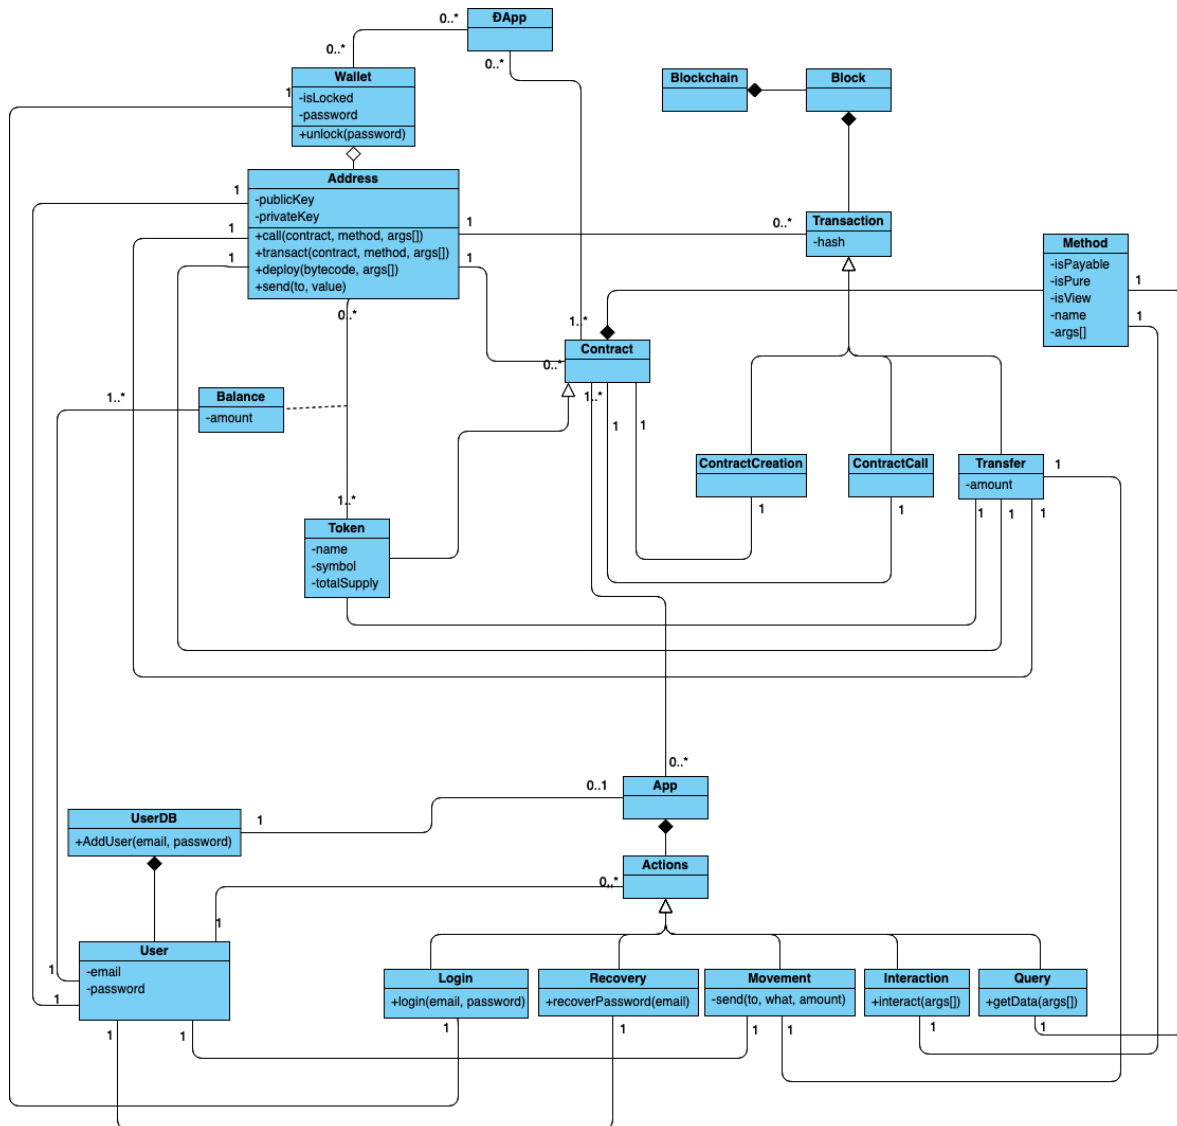 0..*
ÐApp
0..*
0..*
Wallet
-isLocked
-password
+unlock(password)
1
Blockchain
Block
Address
-publicKey
-privateKey
+call(contract, method, args[])
+transact(contract, method, args[])
+deploy(bytecode, args[])
+send(to, value)
1
1
1
1
1
0..*
0..*
Transaction
-hash
Method
-isPayable
-isPure
-isView
-name
-args[]
1
1
1..*
Contract
0..*
1..*
1
1
1..*
Balance
-amount
ContractCreation
1
ContractCall
1
Transfer
-amount
1
1
1
1
1..*
Token
-name
-symbol
-totalSupply
0..*
App
0..1
UserDB
+AddUser(email, password)
1
Actions
0..*
1
User
-email
-password
1
1
1
1
Login
+login(email, password)
1
Recovery
+recoverPassword(email)
1
Movement
-send(to, what, amount)
1
1
Interaction
+interact(args[])
1
Query
+getData(args[])
1